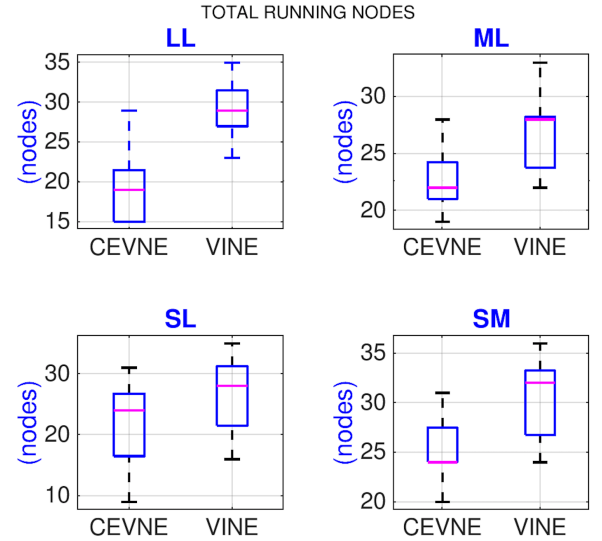 TOTAL RUNNING NODES
LL
35
30
25
20
15
(nodes)
CEVNE VINE
ML
30
25
20
(nodes)
CEVNE VINE
SL
30
20
10
(nodes)
CEVNE VINE
SM
35
30
25
20
(nodes)
CEVNE VINE